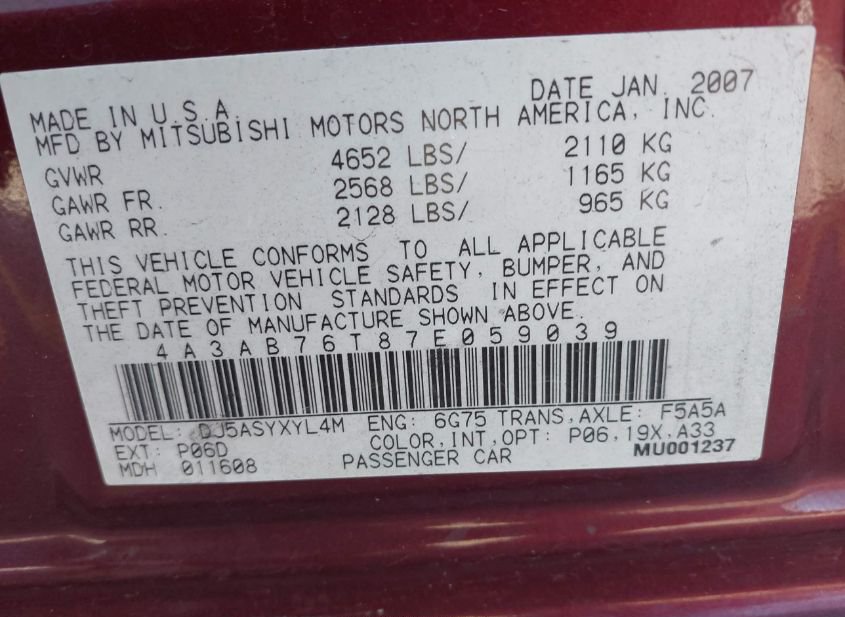 DATE JAN. 2007
MADE IN U.S.A
MFD BY MITSUBISHI MOTORS NORTH AMERICA, INC.
GVWR 4652 LBS/ 2110 KG
GAWR FR. 2568 LBS/ 1165 KG
GAWR RR. 2128 LBS/ 965 KG
THIS VEHICLE CONFORMS TO ALL APPLICABLE
FEDERAL MOTOR VEHICLE SAFETY, BUMPER, AND
THEFT PREVENTION STANDARDS IN EFFECT ON
THE DATE OF MANUFACTURE SHOWN ABOVE.
4A3AB76T87E059039
MODEL: DJ5ASYXYL4M ENG: 6G75 TRANS,AXLE: F5A5A
EXT: P06D COLOR,INT,OPT: P06,19X,A33
MDH 011608 PASSENGER CAR MU001237